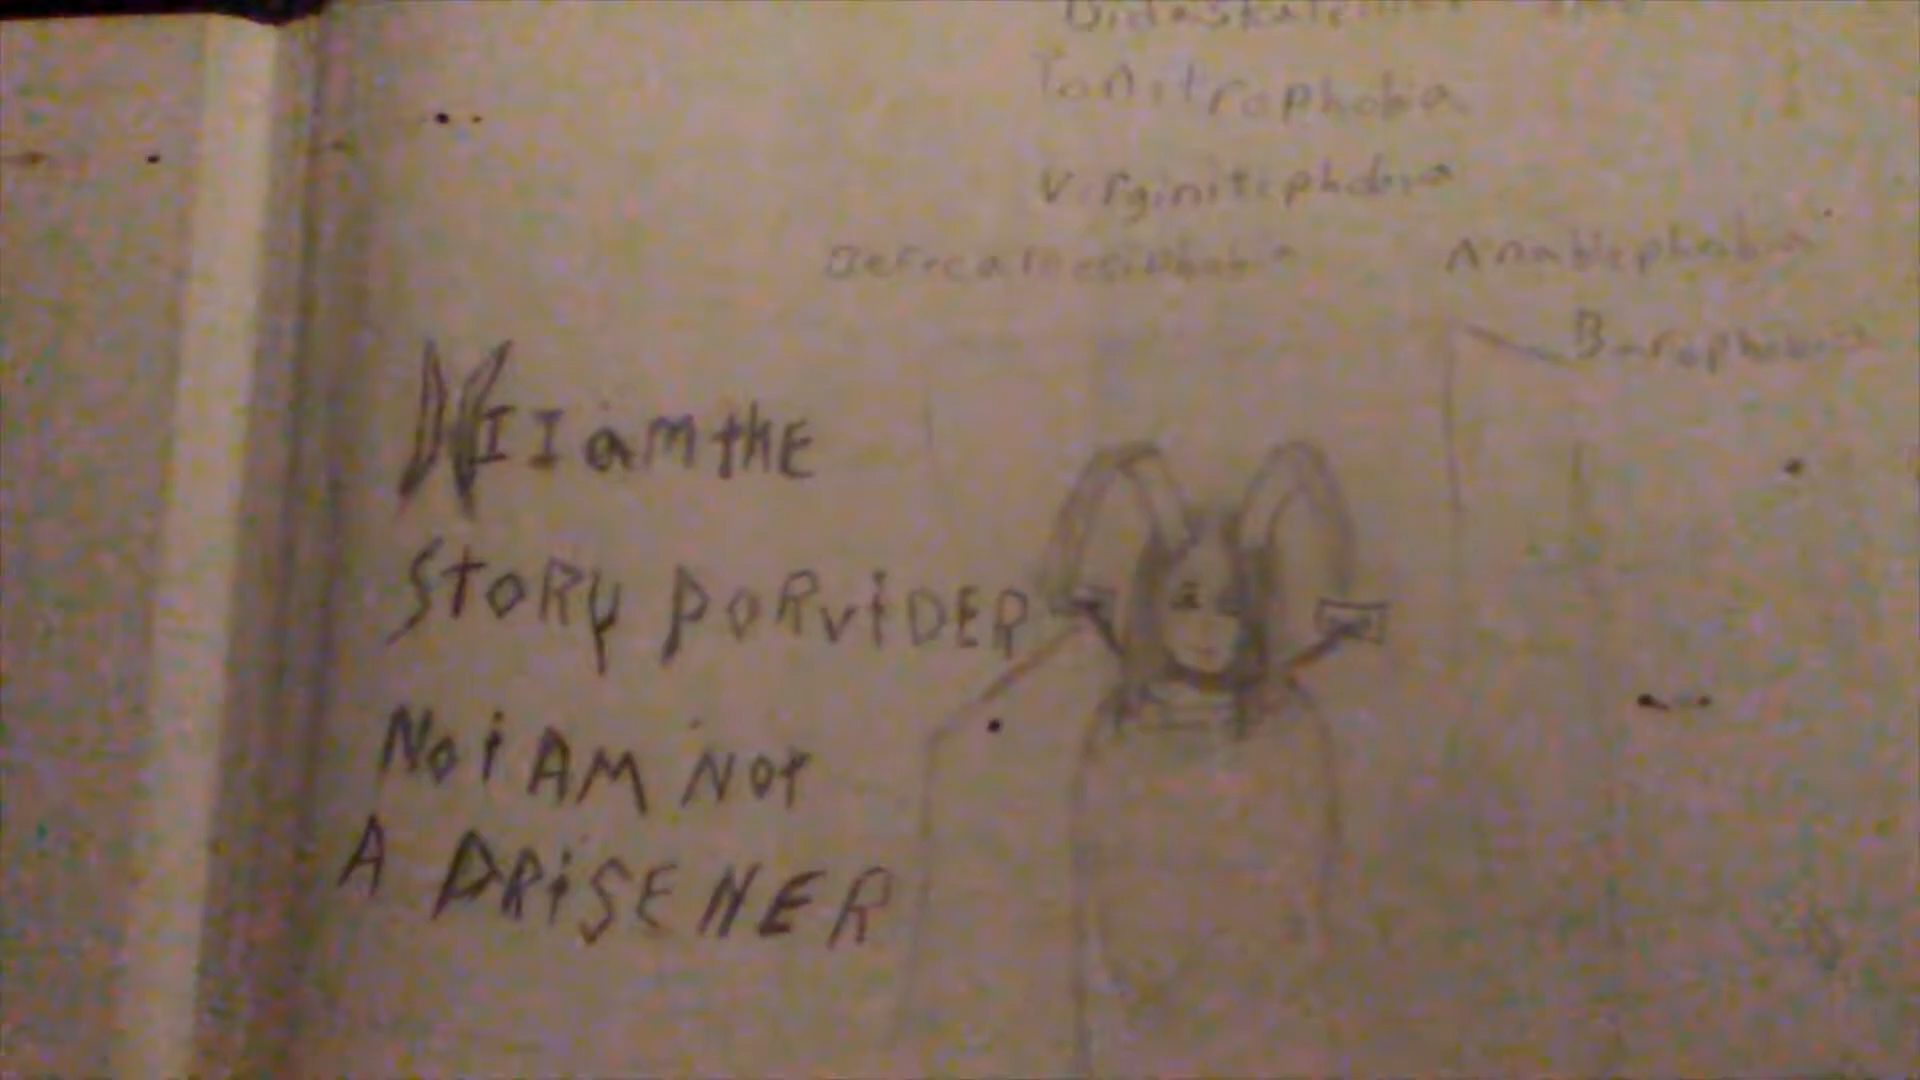 Tonitrophobia
Virginitiphobia
Anablephobia
Barophobia
HI I am thE
STORY PORViDER
No i AM NOt
A PRiSENER